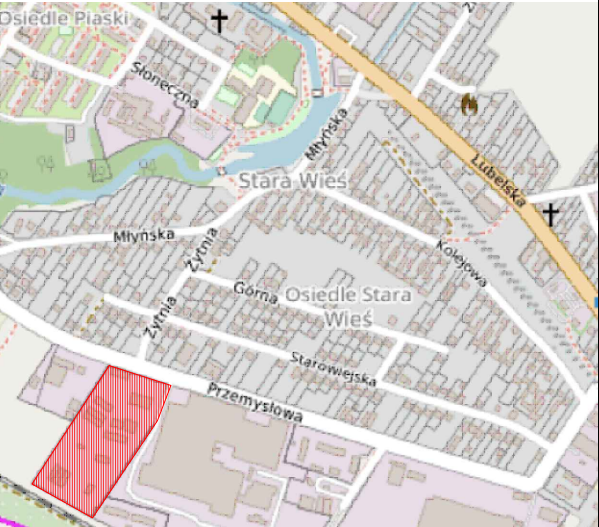 Osiedle Piaski
Słoneczna
Młyńska
Lubelska
Stara Wieś
Młyńska
Żytnia
Kolejowa
Górna
Osiedle Stara
Wieś
Żytnia
Starowiejska
Przemysłowa